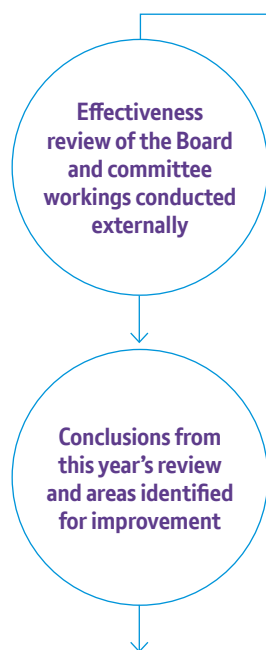 Effectiveness
review of the Board
and committee
workings conducted
externally
Conclusions from
this year's review
and areas identified
for improvement